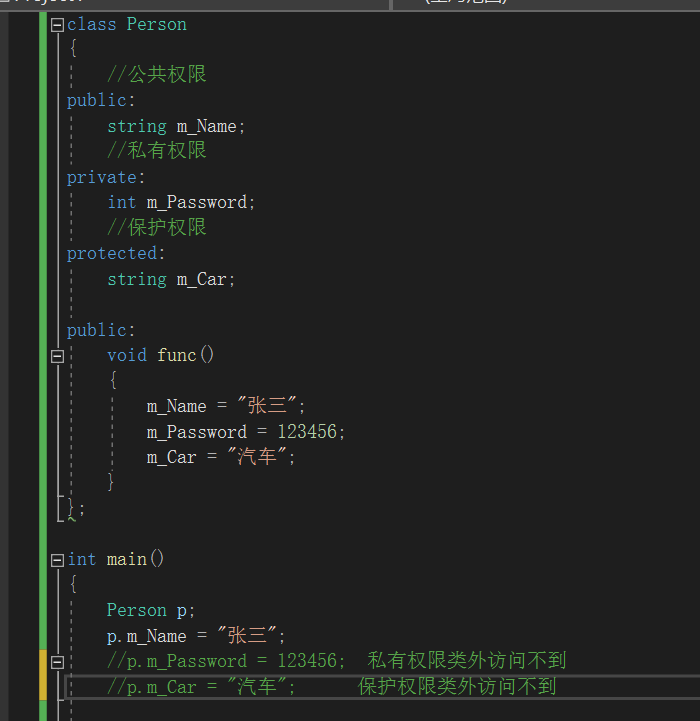 class Person
{
//公共权限
public:
string m_Name;
//私有权限
private:
int m_Password;
//保护权限
protected:
string m_Car;
public:
void func()
{
m_Name = "张三";
m_Password = 123456;
m_Car = "汽车";
}
};
int main()
{
Person p;
p.m_Name = "张三";
//p.m_Password = 123456; 私有权限类外访问不到
//p.m_Car = "汽车"; 保护权限类外访问不到